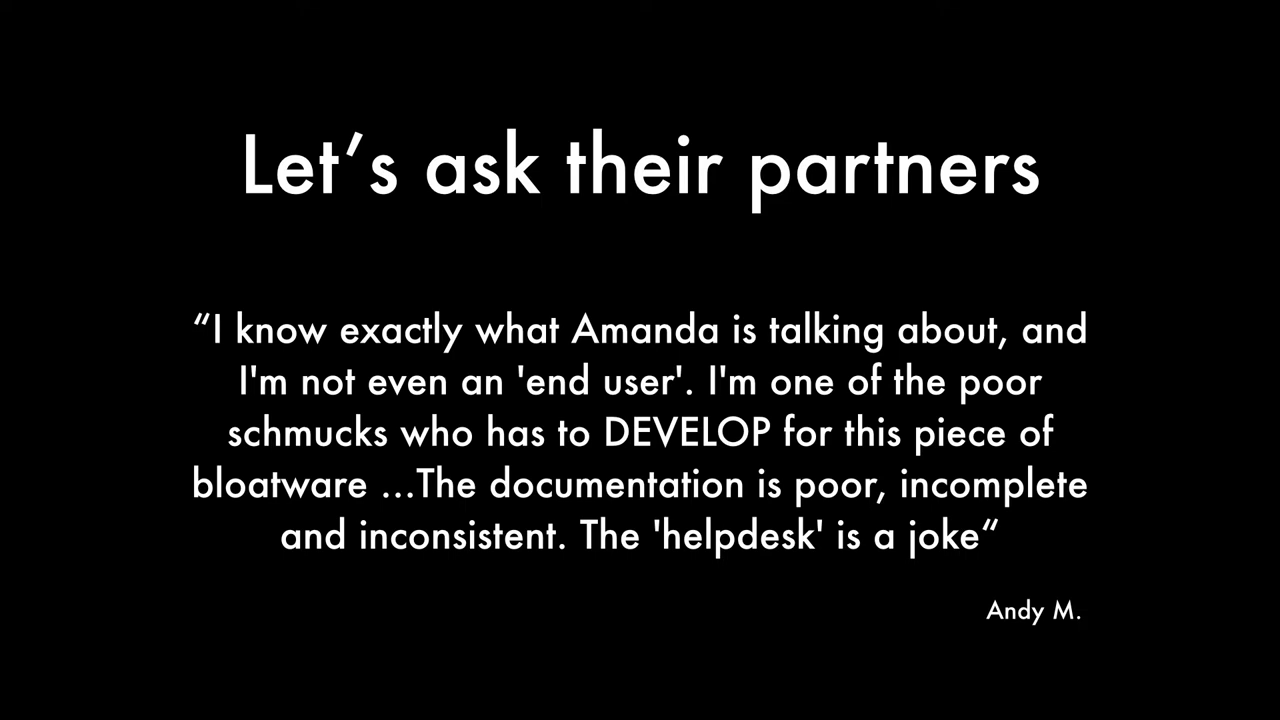 Let’s ask their partners
“I know exactly what Amanda is talking about, and
I'm not even an 'end user'. I'm one of the poor
schmucks who has to DEVELOP for this piece of
bloatware ...The documentation is poor, incomplete
and inconsistent. The 'helpdesk' is a joke“
Andy M.